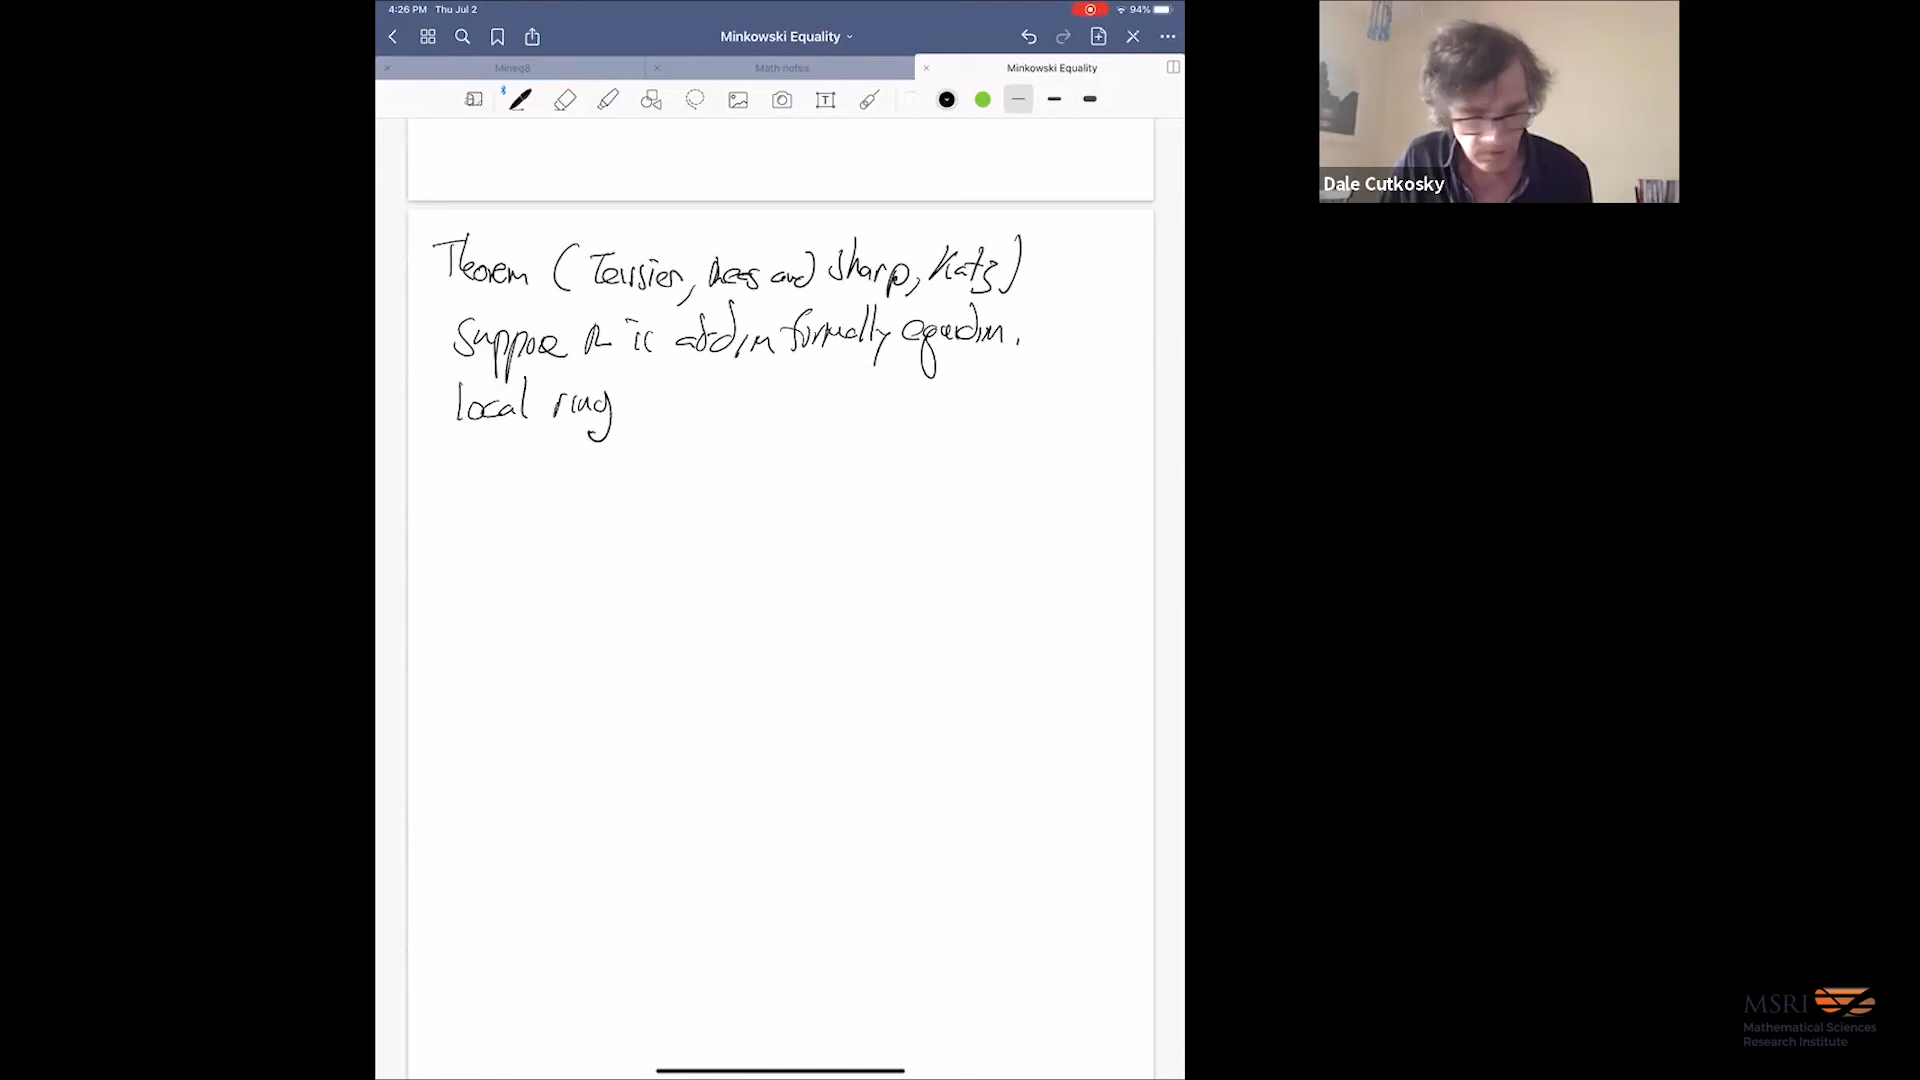 4:26 PM Thu Jul 2
94%
Minkowski Equality
Mineq8
Math notes
Minkowski Equality
Theorem (Teissier, Rees and Sharp, Katz)
Suppose R is a d dim formally equidim.
local ring
Dale Cutkosky
MSRI
Mathematical Sciences
Research Institute